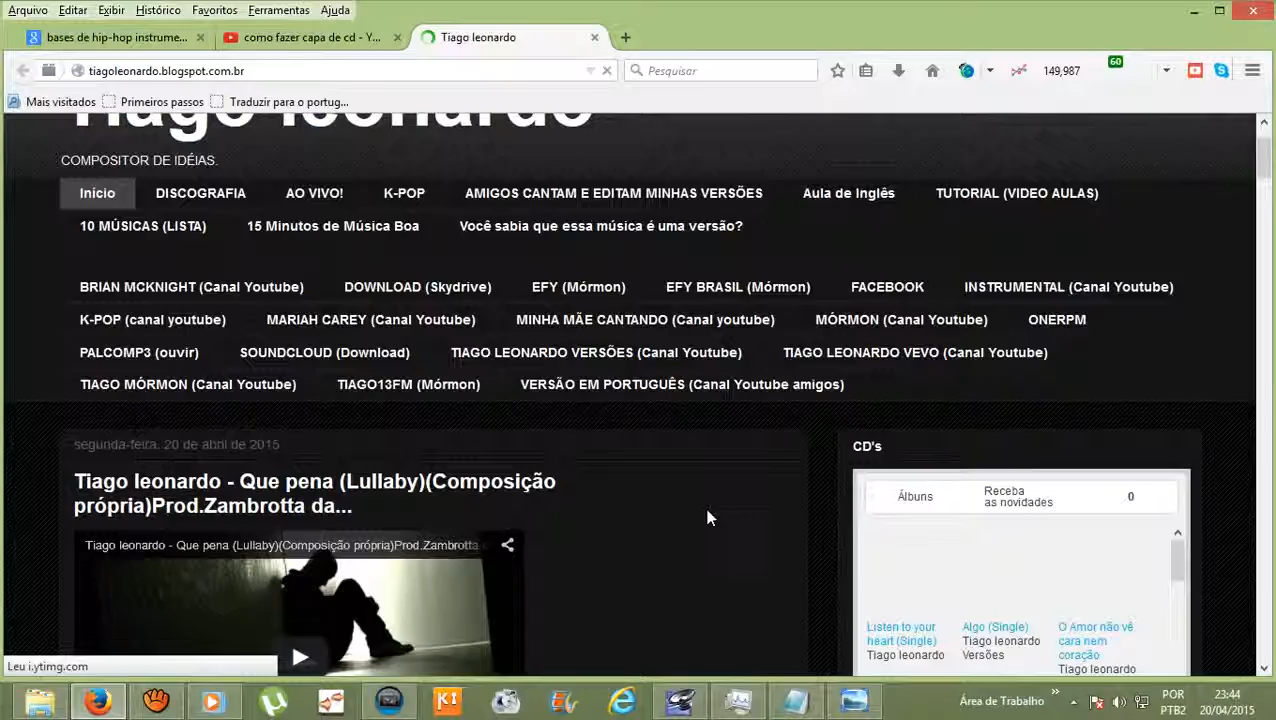 Arquivo Editar Exibir Histórico Favoritos Ferramentas Ajuda
bases de hip-hop instrume... como fazer capa de cd - Y... Tiago leonardo
tiagoleonardo.blogspot.com.br Pesquisar 149,987 60
Mais visitados Primeiros passos Traduzir para o portug...
Tiago leonardo
COMPOSITOR DE IDÉIAS.
Início DISCOGRAFIA AO VIVO! K-POP AMIGOS CANTAM E EDITAM MINHAS VERSÕES Aula de Inglês TUTORIAL (VIDEO AULAS)
10 MÚSICAS (LISTA) 15 Minutos de Música Boa Você sabia que essa música é uma versão?
BRIAN MCKNIGHT (Canal Youtube) DOWNLOAD (Skydrive) EFY (Mórmon) EFY BRASIL (Mórmon) FACEBOOK INSTRUMENTAL (Canal Youtube)
K-POP (canal youtube) MARIAH CAREY (Canal Youtube) MINHA MÃE CANTANDO (Canal youtube) MÓRMON (Canal Youtube) ONERPM
PALCOMP3 (ouvir) SOUNDCLOUD (Download) TIAGO LEONARDO VERSÕES (Canal Youtube) TIAGO LEONARDO VEVO (Canal Youtube)
TIAGO MÓRMON (Canal Youtube) TIAGO13FM (Mórmon) VERSÃO EM PORTUGUÊS (Canal Youtube amigos)
segunda-feira, 20 de abril de 2015
CD's
Tiago leonardo - Que pena (Lullaby)(Composição
própria)Prod.Zambrotta da...
Álbuns Receba
as novidades 0
Tiago leonardo - Que pena (Lullaby)(Composição própria)Prod.Zambrotta
Listen to your
heart (Single)
Tiago leonardo
Algo (Single)
Tiago leonardo
Versões
O Amor não vê
cara nem
coração
Tiago leonardo
Leu i.ytimg.com
K1
Área de Trabalho
POR
PTB2
23:44
20/04/2015